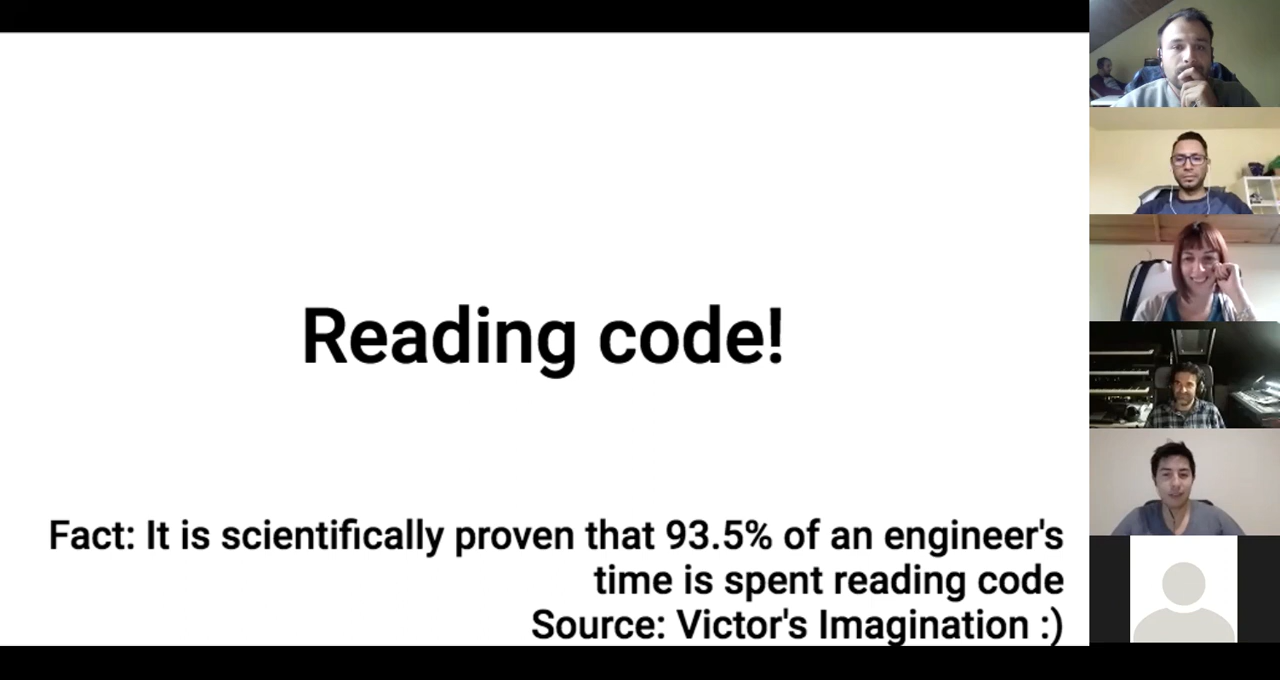 Reading code!
Fact: It is scientifically proven that 93.5% of an engineer's
time is spent reading code
Source: Victor's Imagination :)